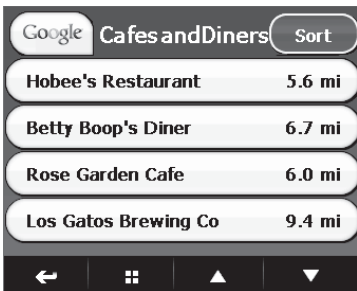 Google CafesandDiners Sort
Hobee's Restaurant 5.6 mi
Betty Boop's Diner 6.7 mi
Rose Garden Cafe 6.0 mi
Los Gatos Brewing Co 9.4 mi